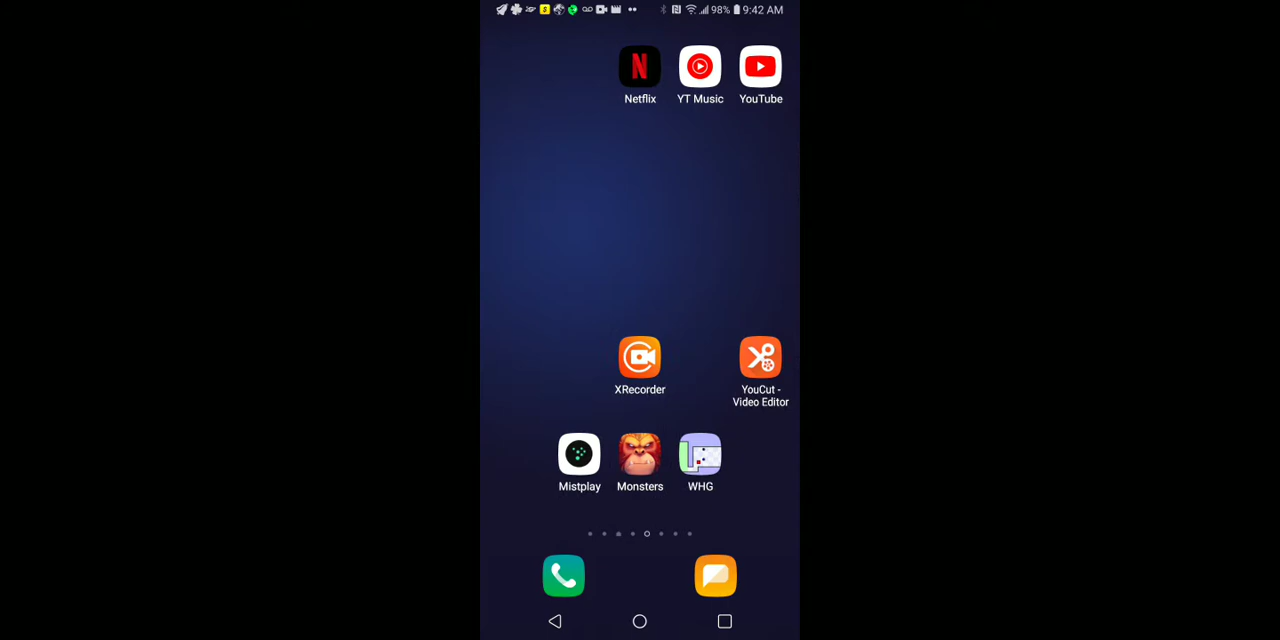 98% 9:42 AM
Netflix YT Music YouTube
XRecorder YouCut -
Video Editor
Mistplay Monsters WHG